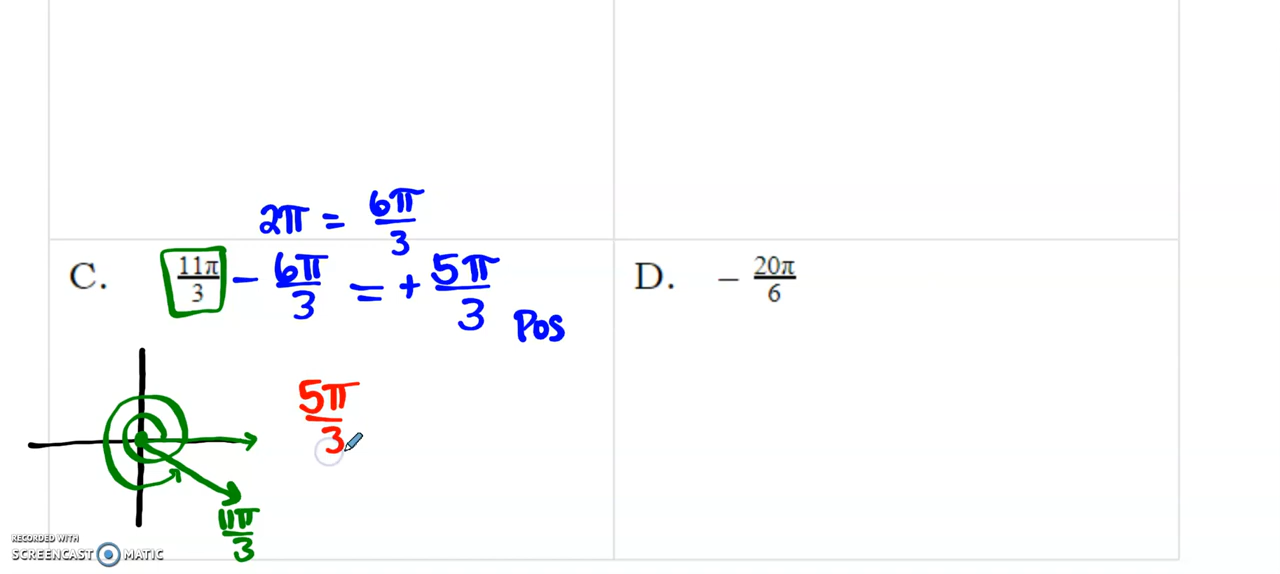 2π = 6π/3
C. 11π/3 - 6π/3 = + 5π/3 Pos
D. - 20π/6
5π/3
11π/3
RECORDED WITH
SCREENCAST MATIC